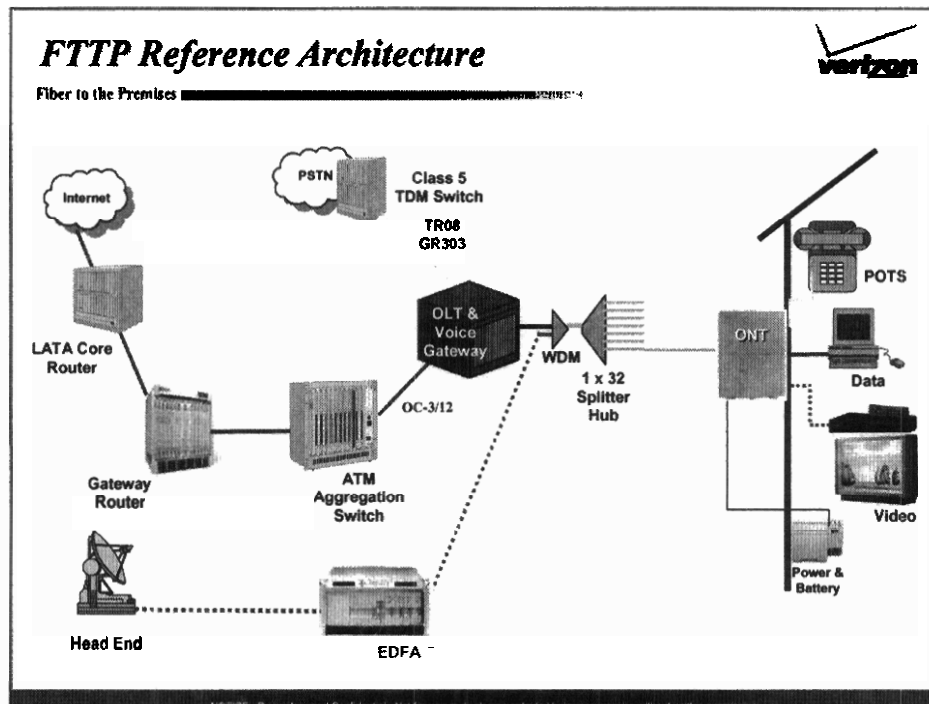 FTTP Reference Architecture
verizon
Fiber to the Premises
Internet
PSTN
Class 5
TDM Switch
TR08
GR303
POTS
LATA Core
Router
OLT &
Voice
Gateway
WDM
1 x 32
Splitter
Hub
ONT
Data
OC-3/12
Gateway
Router
ATM
Aggregation
Switch
Video
Power &
Battery
Head End
EDFA